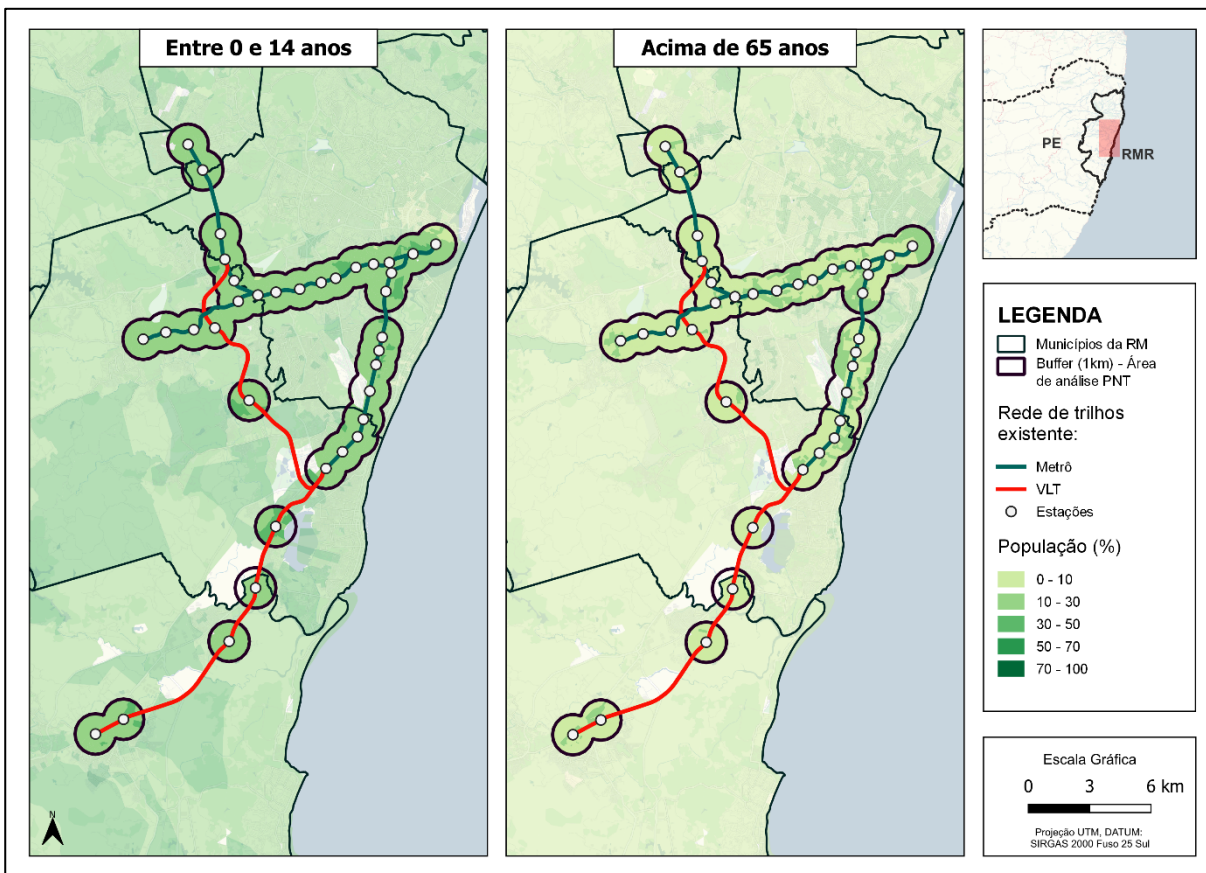 Entre 0 e 14 anos
Acima de 65 anos
PE
RMR
LEGENDA
Municípios da RM
Buffer (1km) - Área
de análise PNT
Rede de trilhos
existente:
Metrô
VLT
Estações
População (%)
0 - 10
10 - 30
30 - 50
50 - 70
70 - 100
Escala Gráfica
0 3 6 km
Projeção UTM, DATUM:
SIRGAS 2000 Fuso 25 Sul
N